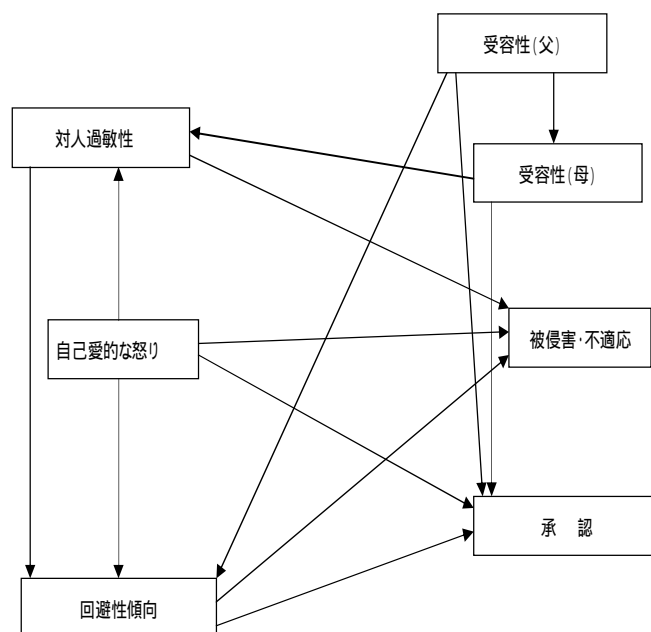 受容性(父)
対人過敏性
受容性(母)
自己愛的な怒り
被侵害・不適応
承 認
回避性傾向